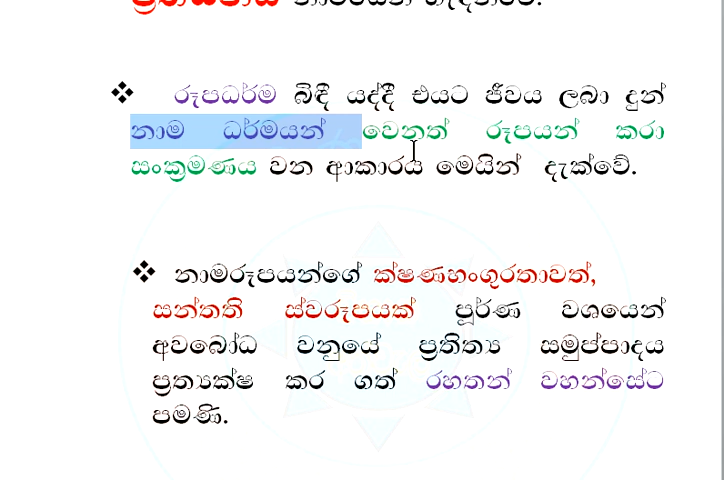 ❖ රූපධර්ම බිඳී යද්දී එයට ජීවය ලබා දුන්
නාම ධර්මයන් වෙනත් රූපයන් කරා
සංක්‍රමණය වන ආකාරය මෙයින් දැක්වේ.
❖ නාමරූපයන්ගේ ක්ෂණභංගුරතාවත්,
සන්තති ස්වරූපයක් පූර්ණ වශයෙන්
අවබෝධ වනුයේ ප්‍රතිත්‍ය සමුප්පාදය
ප්‍රත්‍යක්ෂ කර ගත් රහතන් වහන්සේට
පමණි.